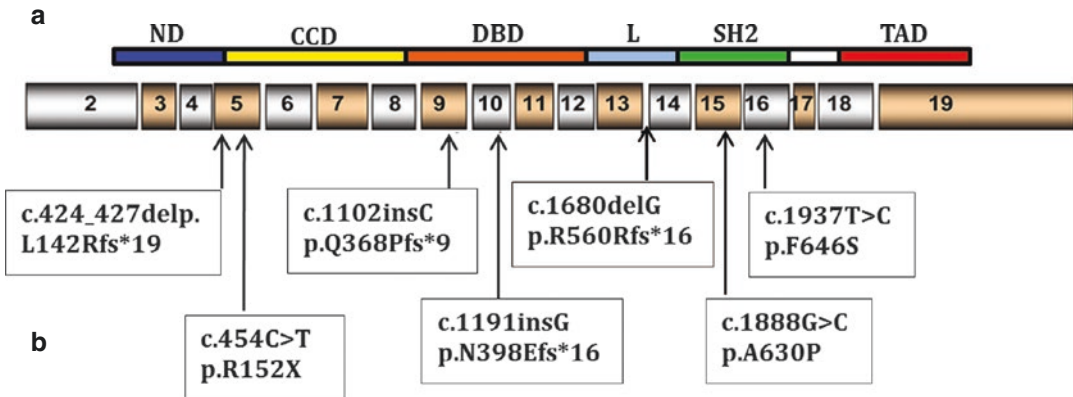 a
ND CCD DBD L SH2 TAD
2 3 4 5 6 7 8 9 10 11 12 13 14 15 16 17 18 19
c.424_427delp.
L142Rfs*19
c.1102insC
p.Q368Pfs*9
c.1680delG
p.R560Rfs*16
c.1937T>C
p.F646S
b
c.454C>T
p.R152X
c.1191insG
p.N398Efs*16
c.1888G>C
p.A630P